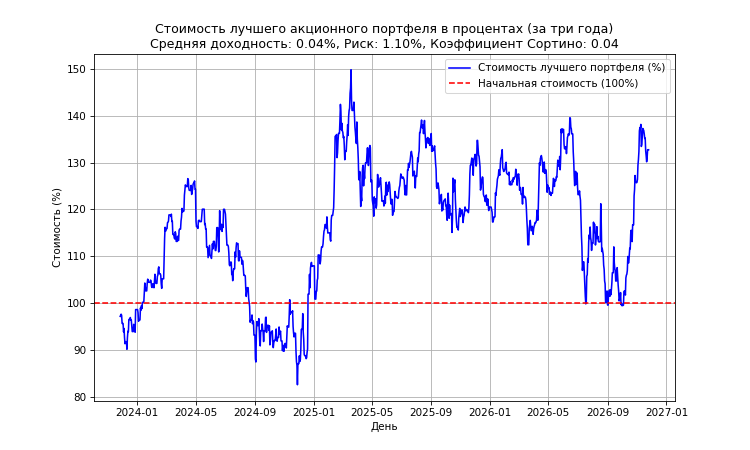 Стоимость лучшего акционного портфеля в процентах (за три года)
Средняя доходность: 0.04%, Риск: 1.10%, Коэффициент Сортино: 0.04
Стоимость лучшего портфеля (%)
Начальная стоимость (100%)
Стоимость (%)
150
140
130
120
110
100
90
80
2024-01 2024-05 2024-09 2025-01 2025-05 2025-09 2026-01 2026-05 2026-09 2027-01
День